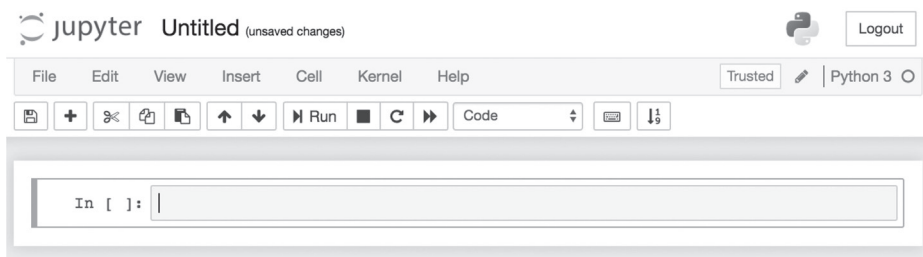 jupyter Untitled (unsaved changes) Logout
File Edit View Insert Cell Kernel Help Trusted Python 3
Run Code
In [ ]: